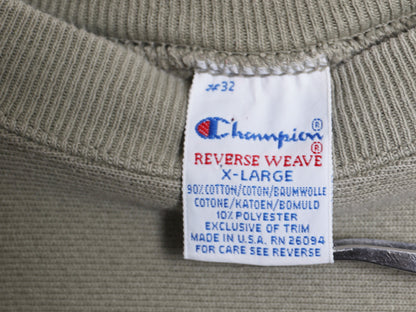 #32
Champion®
REVERSE WEAVE®
X-LARGE
90% COTTON/COTON/BAUMWOLLE
COTONE/KATOEN/BOMULD
10% POLYESTER
EXCLUSIVE OF TRIM
MADE IN U.S.A. RN 26094
FOR CARE SEE REVERSE